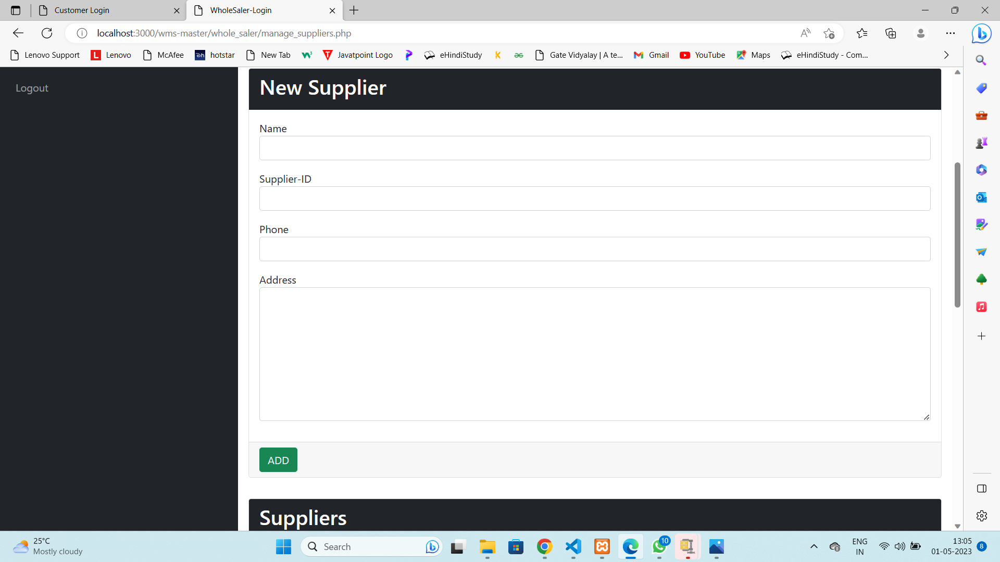 Customer Login
WholeSaler-Login
localhost:3000/wms-master/whole_saler/manage_suppliers.php
Lenovo Support
L Lenovo
McAfee
hotstar
New Tab
Javatpoint Logo
eHindiStudy
Gate Vidyalay | A te...
Gmail
YouTube
Maps
eHindiStudy - Com...
Logout
New Supplier
Name
Supplier-ID
Phone
Address
ADD
Suppliers
25°C
Mostly cloudy
Search
10
ENG
IN
13:05
01-05-2023
8